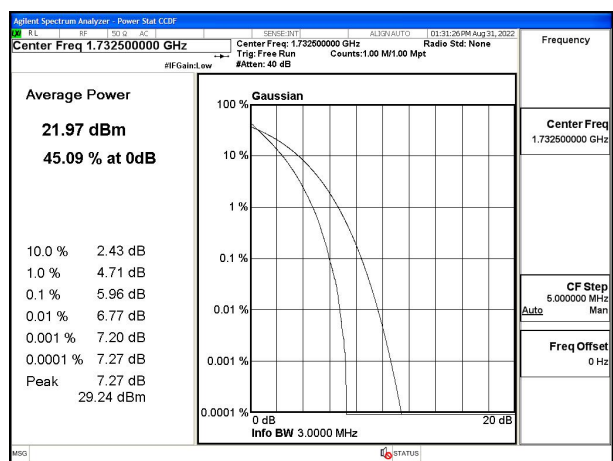 Agilent Spectrum Analyzer - Power Stat CCDF
RL RF 50 Ω AC SENSE:INT ALIGN AUTO 01:31:26 PM Aug 31, 2022
Center Freq 1.732500000 GHz
Center Freq: 1.732500000 GHz Radio Std: None
Trig: Free Run Counts:1.00 M/1.00 Mpt
#IFGain:Low #Atten: 40 dB
Frequency
Average Power
21.97 dBm
45.09 % at 0dB
10.0 % 2.43 dB
1.0 % 4.71 dB
0.1 % 5.96 dB
0.01 % 6.77 dB
0.001 % 7.20 dB
0.0001 % 7.27 dB
Peak 7.27 dB
29.24 dBm
Gaussian
100 %
10 %
1 %
0.1 %
0.01 %
0.001 %
0.0001 %
0 dB 20 dB
Info BW 3.0000 MHz
Center Freq
1.732500000 GHz
CF Step
5.000000 MHz
Auto Man
Freq Offset
0 Hz
MSG STATUS